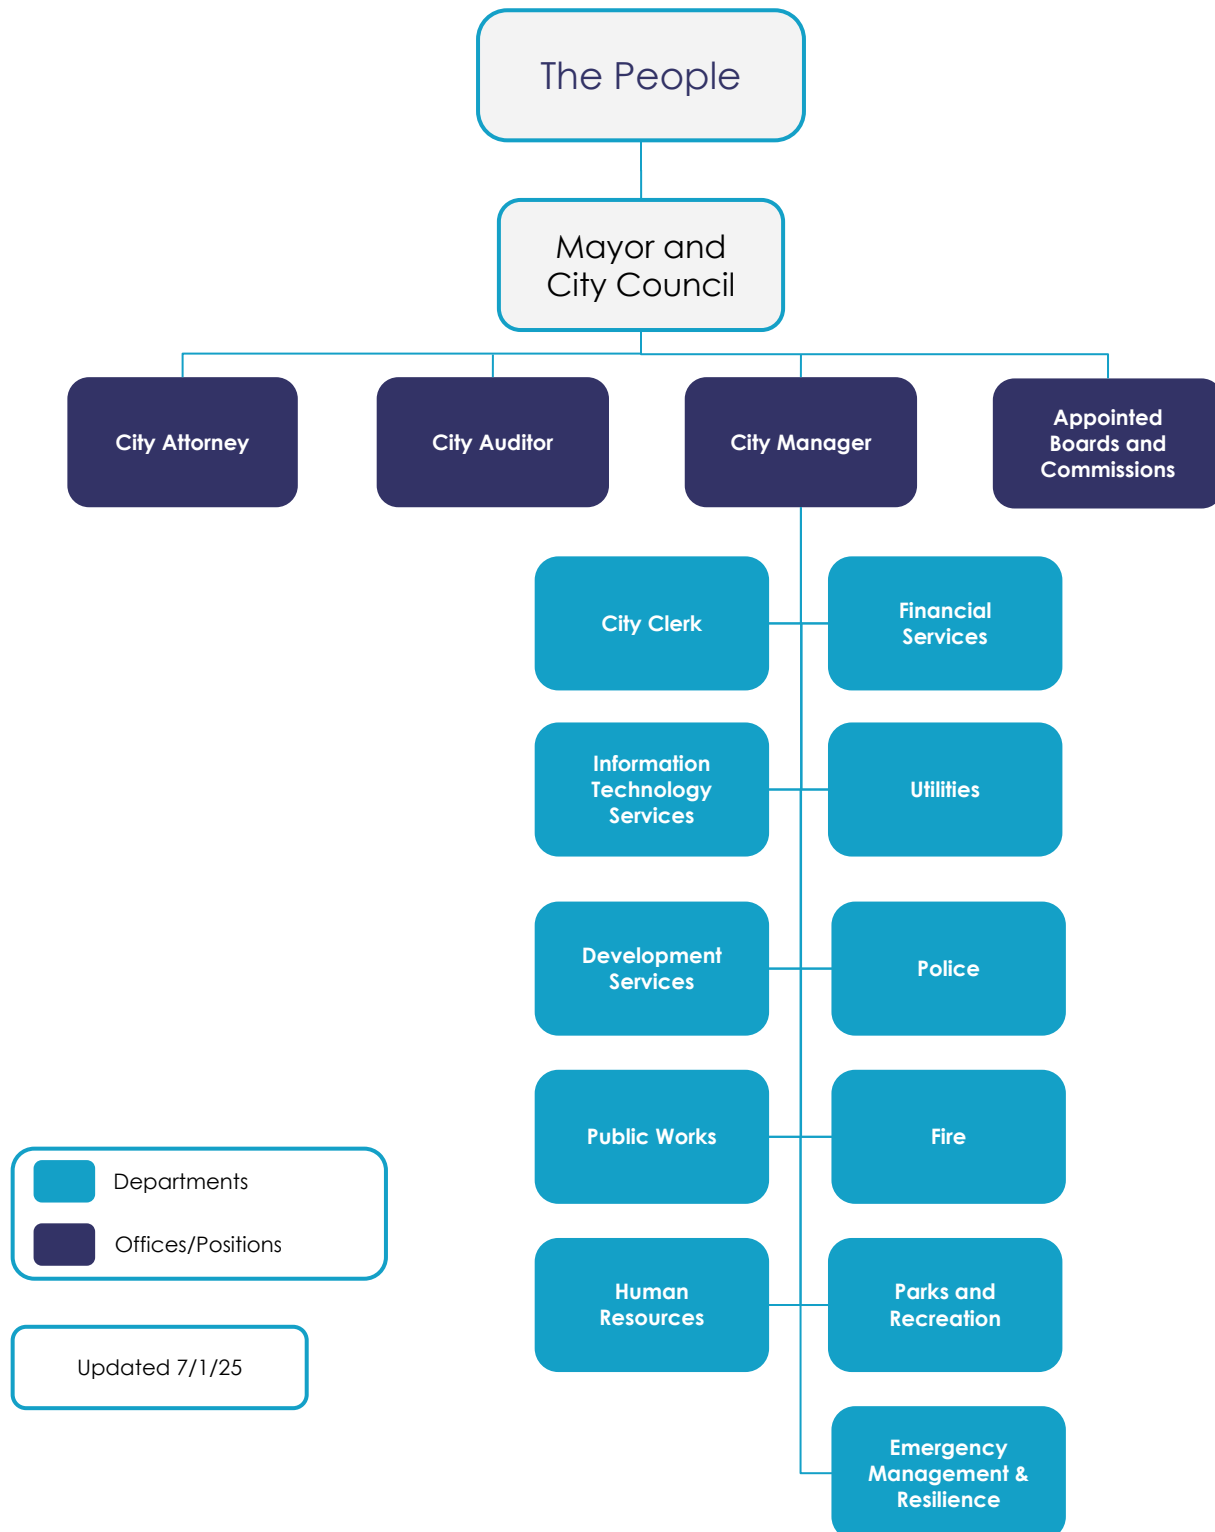 The People
Mayor and
City Council
City Attorney
City Auditor
City Manager
Appointed
Boards and
Commissions
City Clerk
Financial
Services
Information
Technology
Services
Utilities
Development
Services
Police
Public Works
Fire
Human
Resources
Parks and
Recreation
Emergency
Management &
Resilience
Departments
Offices/Positions
Updated 7/1/25